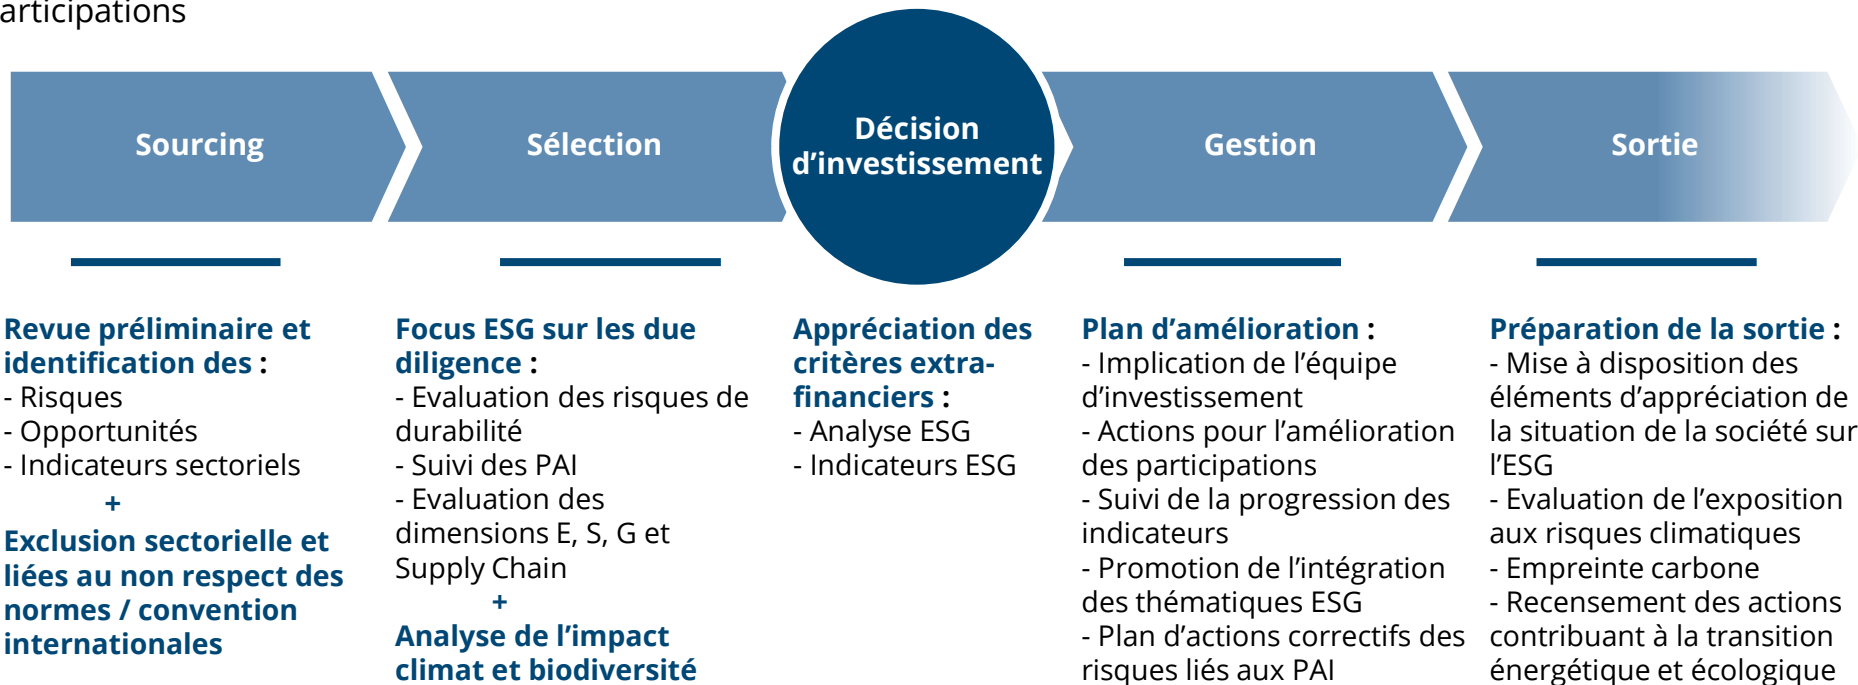 articipations
Sourcing
Sélection
Décision
d’investissement
Gestion
Sortie
Revue préliminaire et
identification des :
- Risques
- Opportunités
- Indicateurs sectoriels
+
Exclusion sectorielle et
liées au non respect des
normes / convention
internationales
Focus ESG sur les due
diligence :
- Evaluation des risques de
durabilité
- Suivi des PAI
- Evaluation des
dimensions E, S, G et
Supply Chain
+
Analyse de l’impact
climat et biodiversité
Appréciation des
critères extra-
financiers :
- Analyse ESG
- Indicateurs ESG
Plan d’amélioration :
- Implication de l’équipe
d’investissement
- Actions pour l’amélioration
des participations
- Suivi de la progression des
indicateurs
- Promotion de l’intégration
des thématiques ESG
- Plan d’actions correctifs des
risques liés aux PAI
Préparation de la sortie :
- Mise à disposition des
éléments d’appréciation de
la situation de la société sur
l’ESG
- Evaluation de l’exposition
aux risques climatiques
- Empreinte carbone
- Recensement des actions
contribuant à la transition
énergétique et écologique